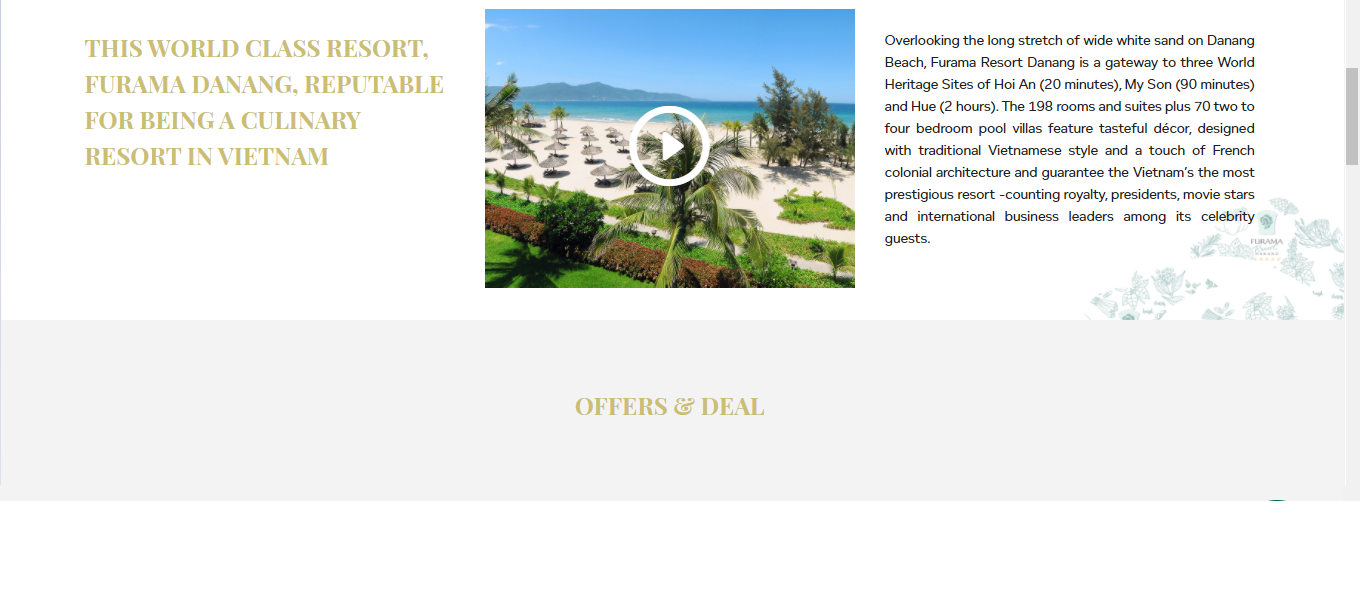 THIS WORLD CLASS RESORT,
FURAMA DANANG, REPUTABLE
FOR BEING A CULINARY
RESORT IN VIETNAM
Overlooking the long stretch of wide white sand on Danang
Beach, Furama Resort Danang is a gateway to three World
Heritage Sites of Hoi An (20 minutes), My Son (90 minutes)
and Hue (2 hours). The 198 rooms and suites plus 70 two to
four bedroom pool villas feature tasteful décor, designed
with traditional Vietnamese style and a touch of French
colonial architecture and guarantee the Vietnam’s the most
prestigious resort -counting royalty, presidents, movie stars
and international business leaders among its celebrity
guests.
FURAMA
Resort
OFFERS & DEAL